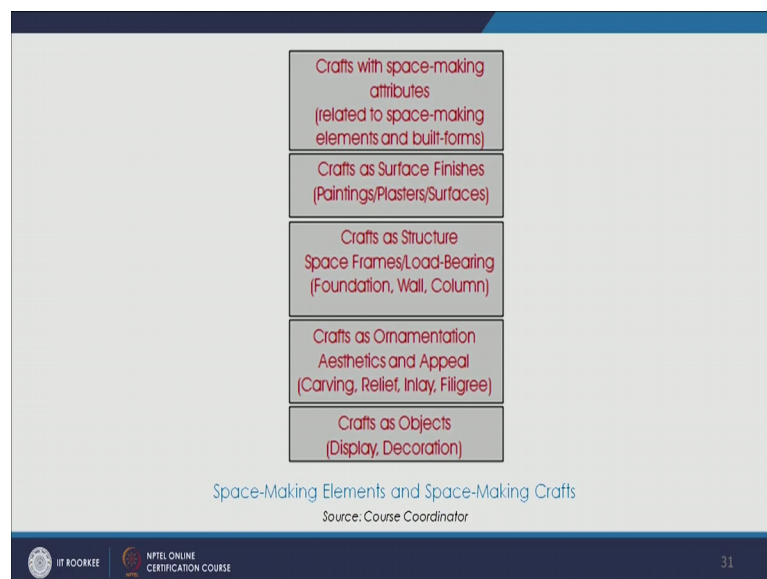 Crafts with space-making
attributes
(related to space-making
elements and built-forms)
Crafts as Surface Finishes
(Paintings/Plasters/Surfaces)
Crafts as Structure
Space Frames/Load-Bearing
(Foundation, Wall, Column)
Crafts as Ornamentation
Aesthetics and Appeal
(Carving, Relief, Inlay, Filigree)
Crafts as Objects
(Display, Decoration)
Space-Making Elements and Space-Making Crafts
Source: Course Coordinator
IIT ROORKEE
NPTEL ONLINE
CERTIFICATION COURSE
31